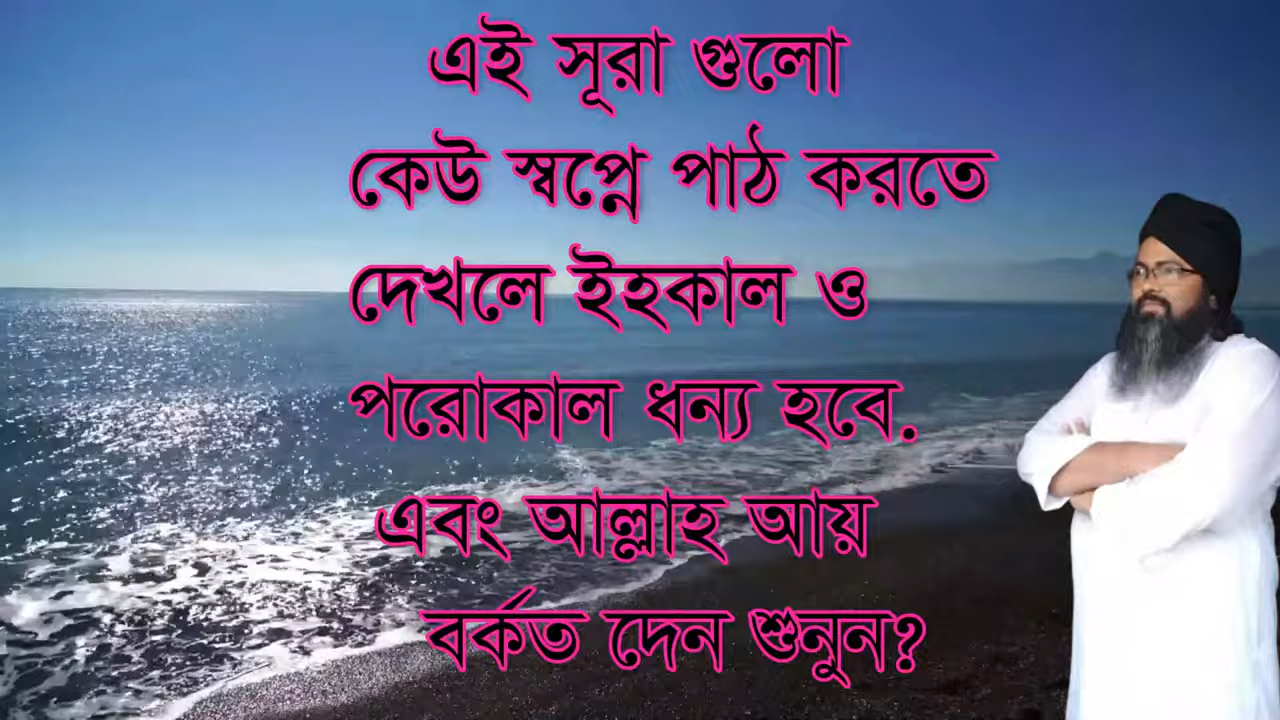 এই সূরা গুলো
কেউ স্বপ্নে পাঠ করতে
দেখলে ইহকাল ও
পরোকাল ধন্য হবে.
এবং আল্লাহ আয়
বর্কত দেন শুনুন?